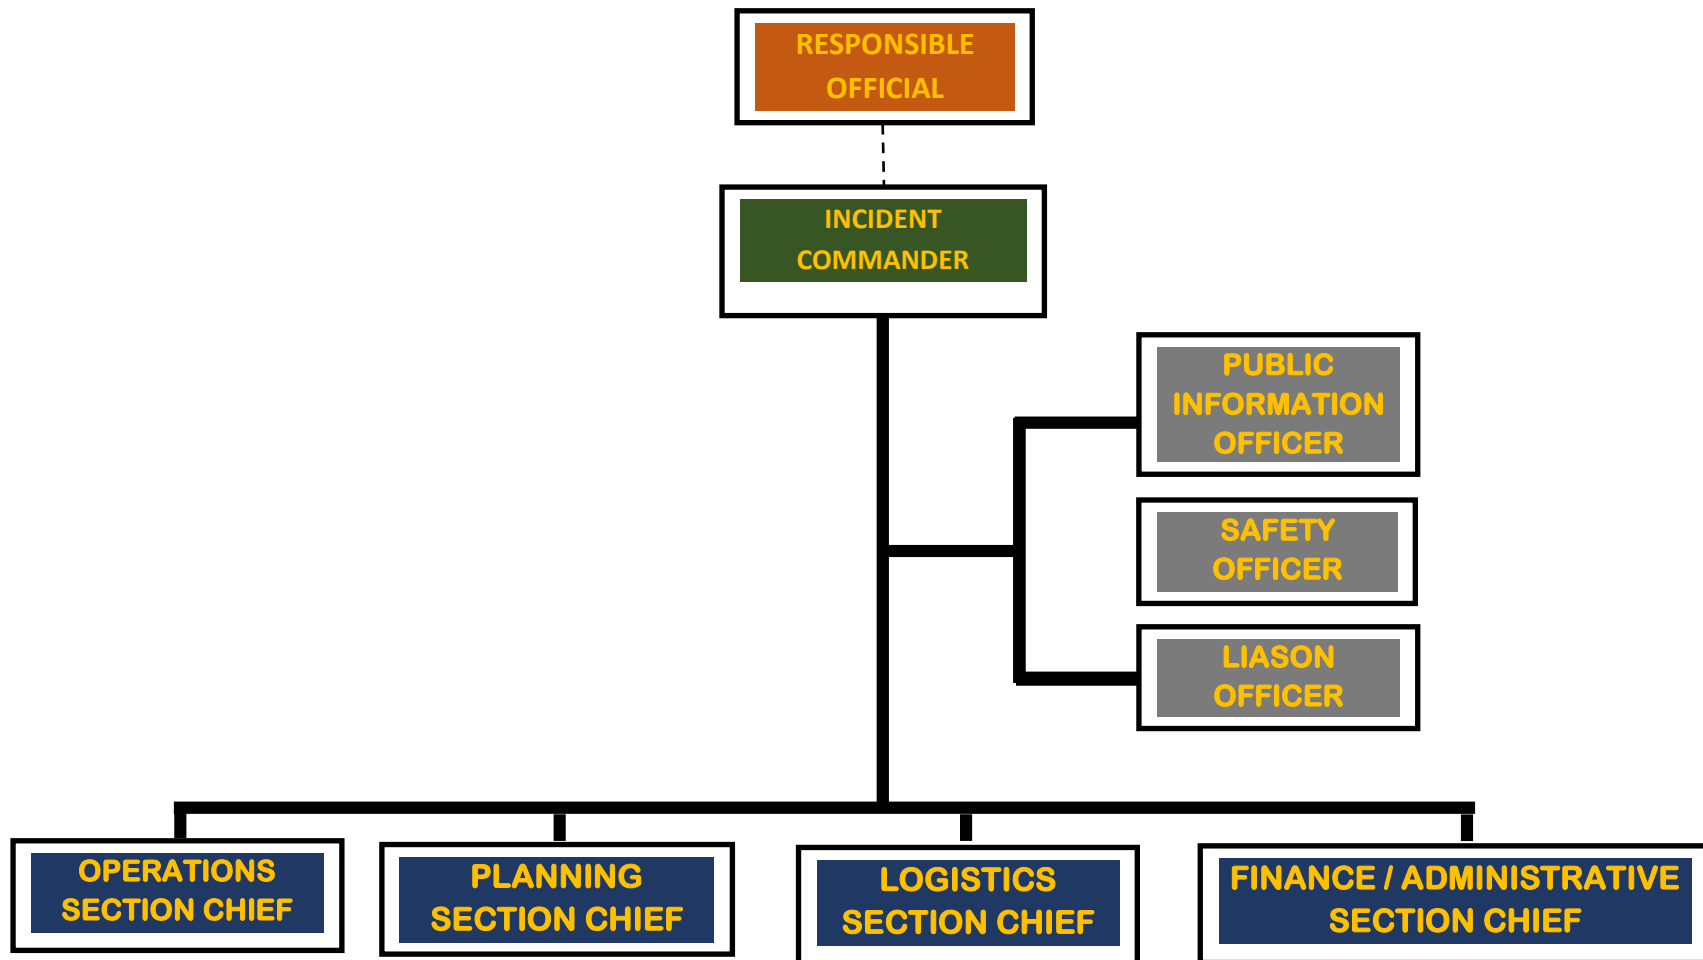 RESPONSIBLE
OFFICIAL
INCIDENT
COMMANDER
PUBLIC
INFORMATION
OFFICER
SAFETY
OFFICER
LIASON
OFFICER
OPERATIONS
SECTION CHIEF
PLANNING
SECTION CHIEF
LOGISTICS
SECTION CHIEF
FINANCE / ADMINISTRATIVE
SECTION CHIEF